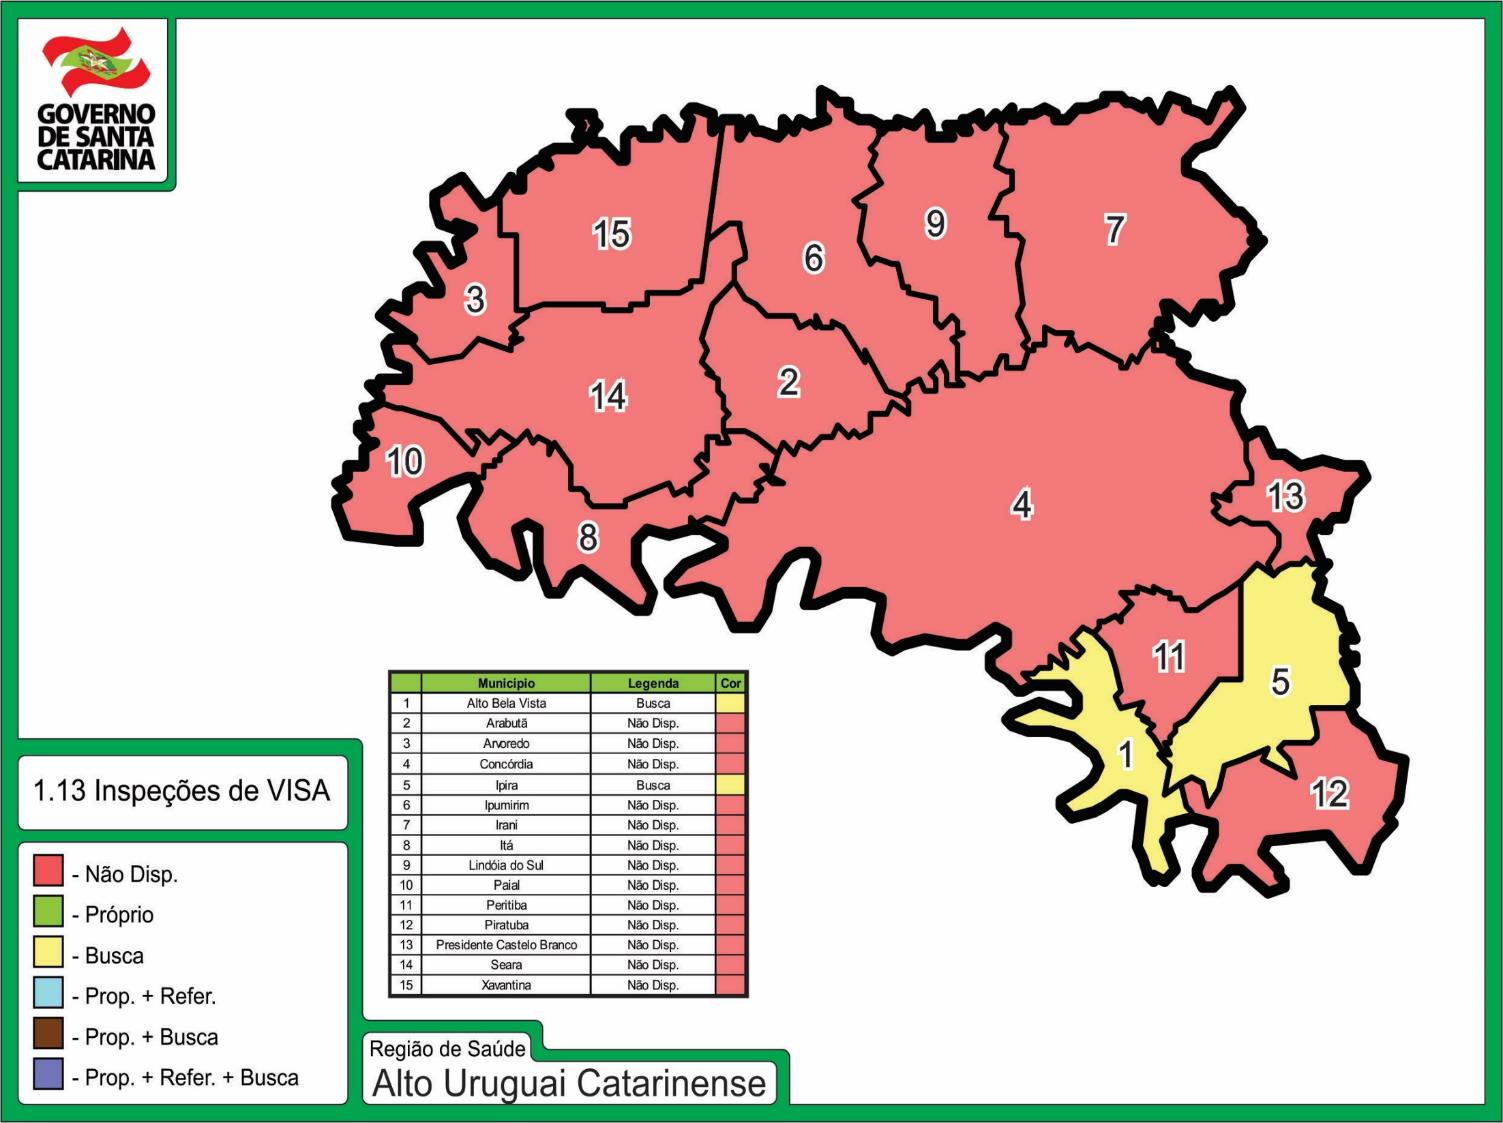 GOVERNO
DE SANTA
CATARINA
15
6
9
7
3
14
2
10
8
4
13
11
5
1
12
Município Legenda Cor
1 Alto Bela Vista Busca
2 Arabutã Não Disp.
3 Arvoredo Não Disp.
4 Concórdia Não Disp.
5 Ipira Busca
6 Ipumirim Não Disp.
7 Irani Não Disp.
8 Itá Não Disp.
9 Lindóia do Sul Não Disp.
10 Paial Não Disp.
11 Peritiba Não Disp.
12 Piratuba Não Disp.
13 Presidente Castelo Branco Não Disp.
14 Seara Não Disp.
15 Xavantina Não Disp.
1.13 Inspeções de VISA
- Não Disp.
- Próprio
- Busca
- Prop. + Refer.
- Prop. + Busca
- Prop. + Refer. + Busca
Região de Saúde
Alto Uruguai Catarinense